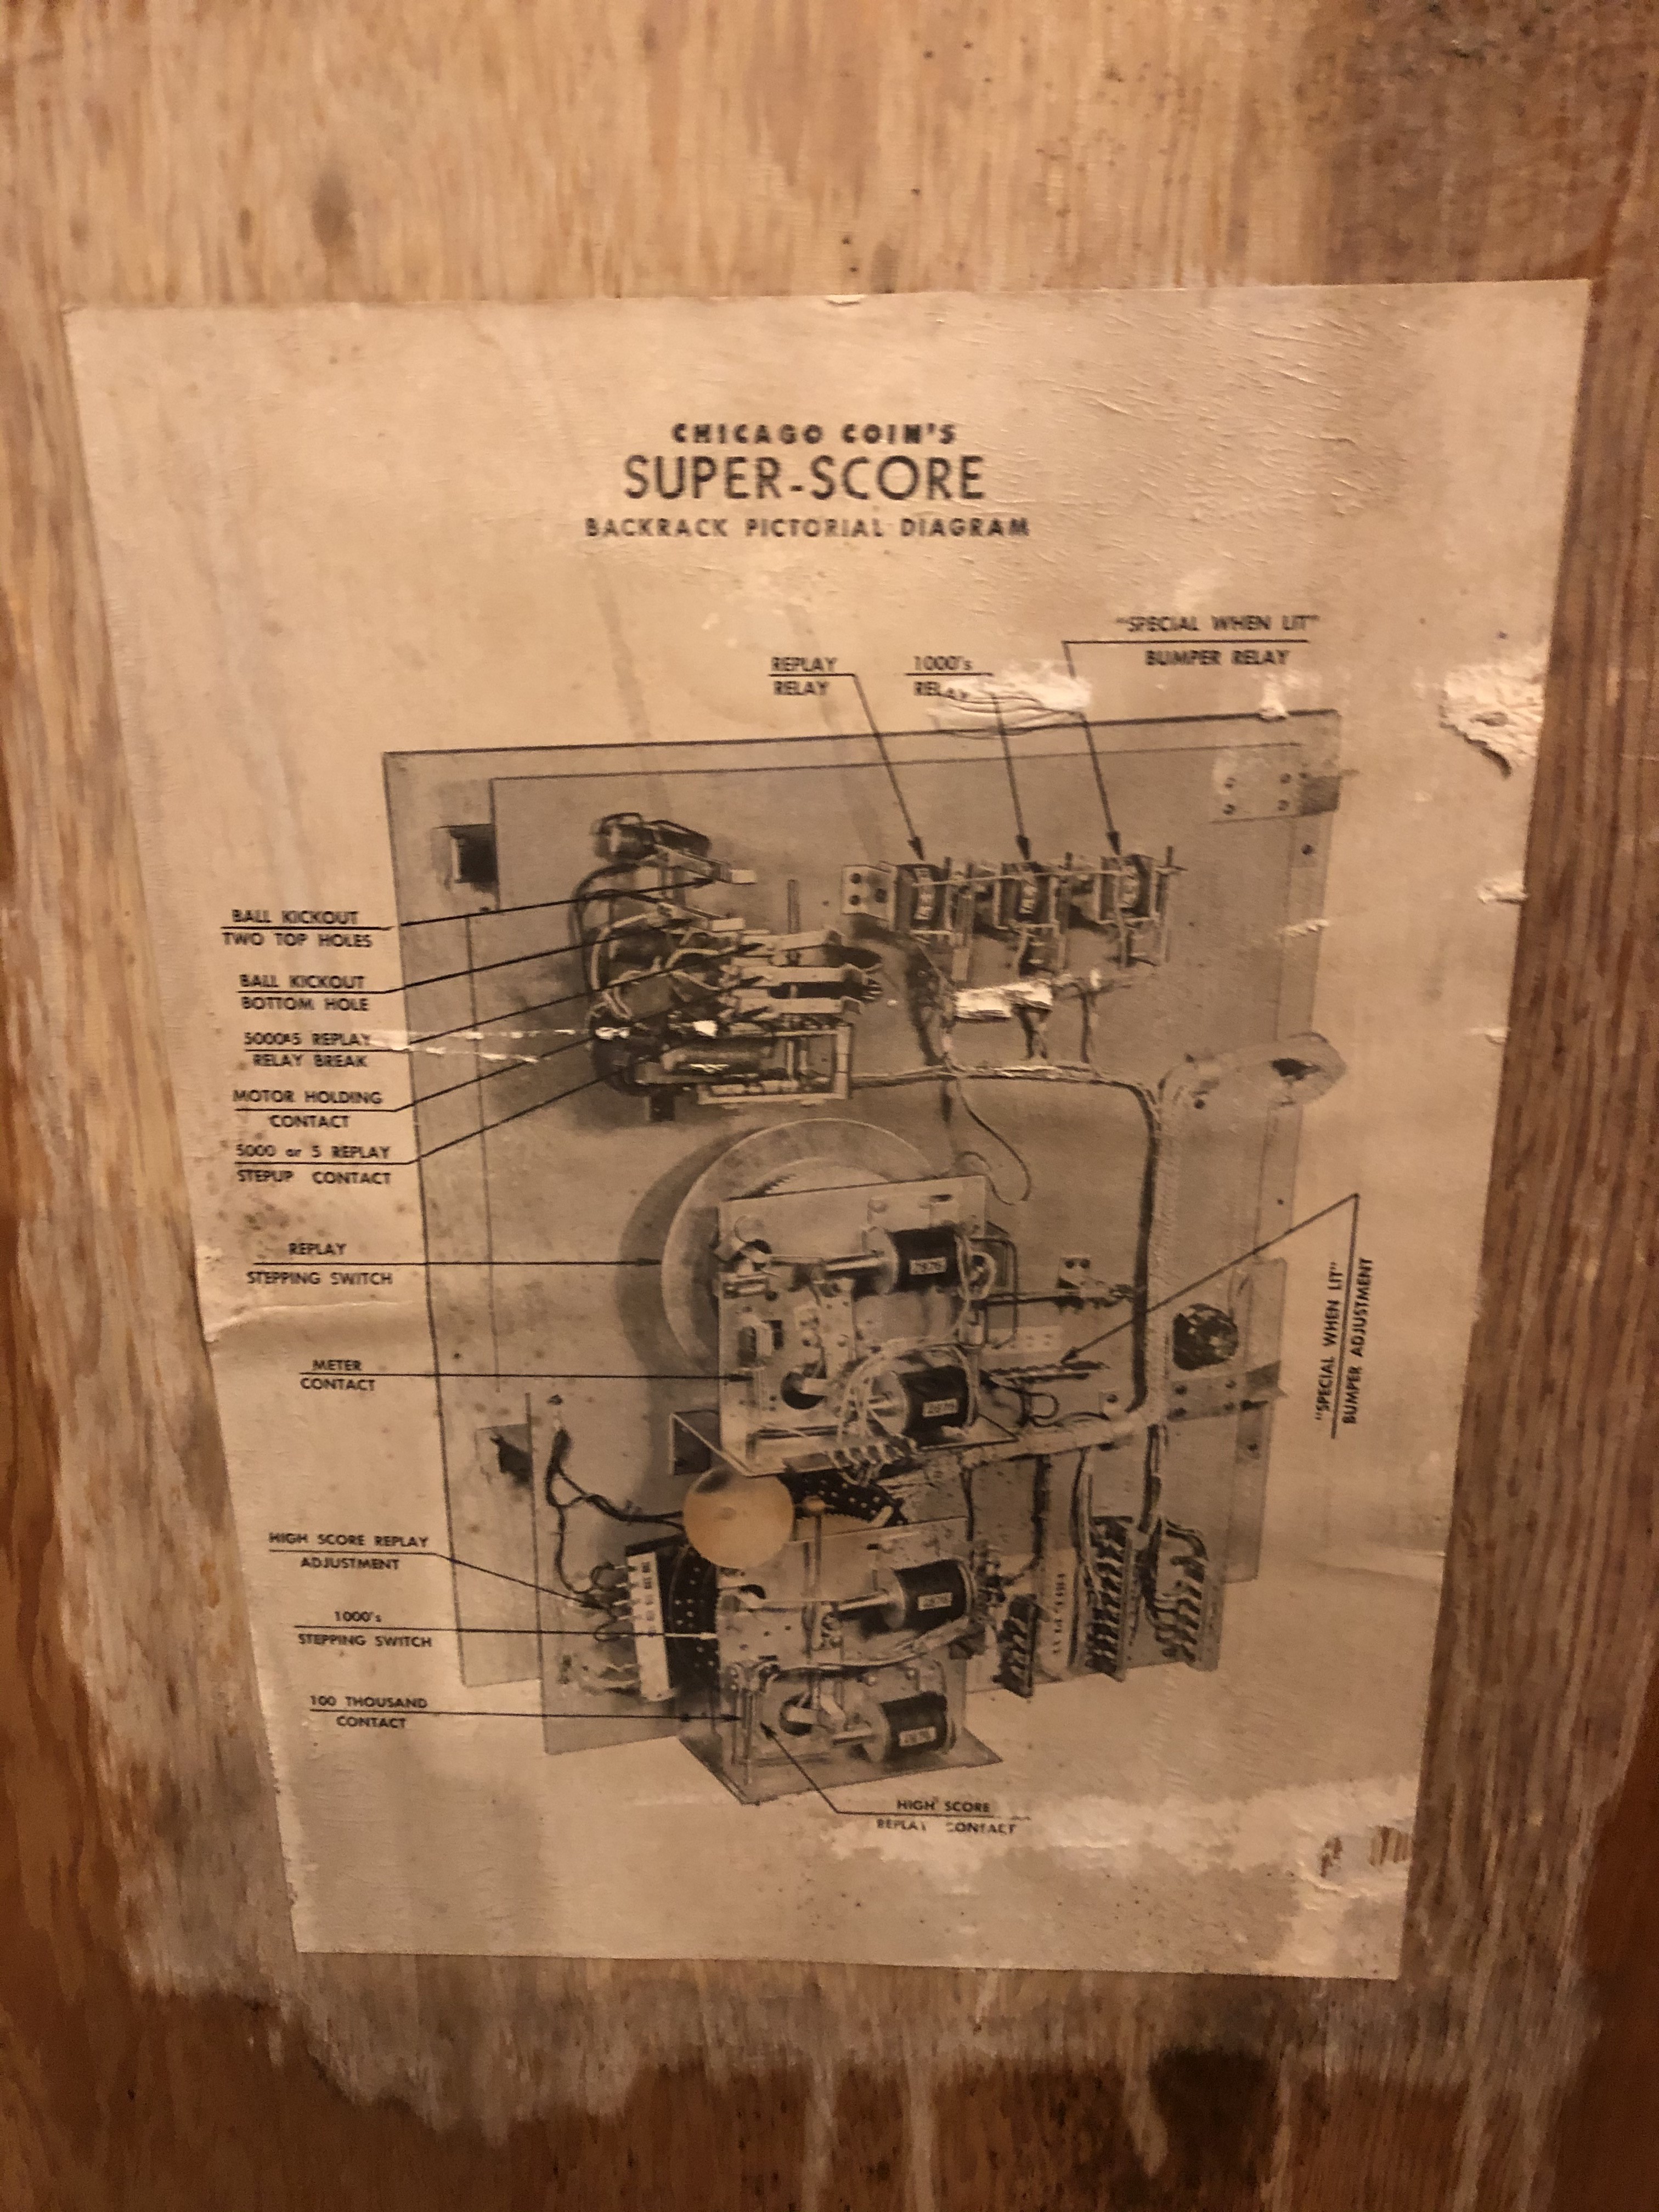 CHICAGO COIN'S
SUPER-SCORE
BACKRACK PICTORIAL DIAGRAM
"SPECIAL WHEN LIT"
BUMPER RELAY
REPLAY
RELAY
1000's
RELAY
BALL KICKOUT
TWO TOP HOLES
BALL KICKOUT
BOTTOM HOLE
REPLAY
RELAY BREAK
MOTOR HOLDING
CONTACT
5000 or 5 REPLAY
STEPUP CONTACT
REPLAY
STEPPING SWITCH
METER
CONTACT
"SPECIAL WHEN LIT"
BUMPER ADJUSTMENT
HIGH SCORE REPLAY
ADJUSTMENT
1000's
STEPPING SWITCH
100 THOUSAND
CONTACT
HIGH SCORE
REPLAY CONTACT